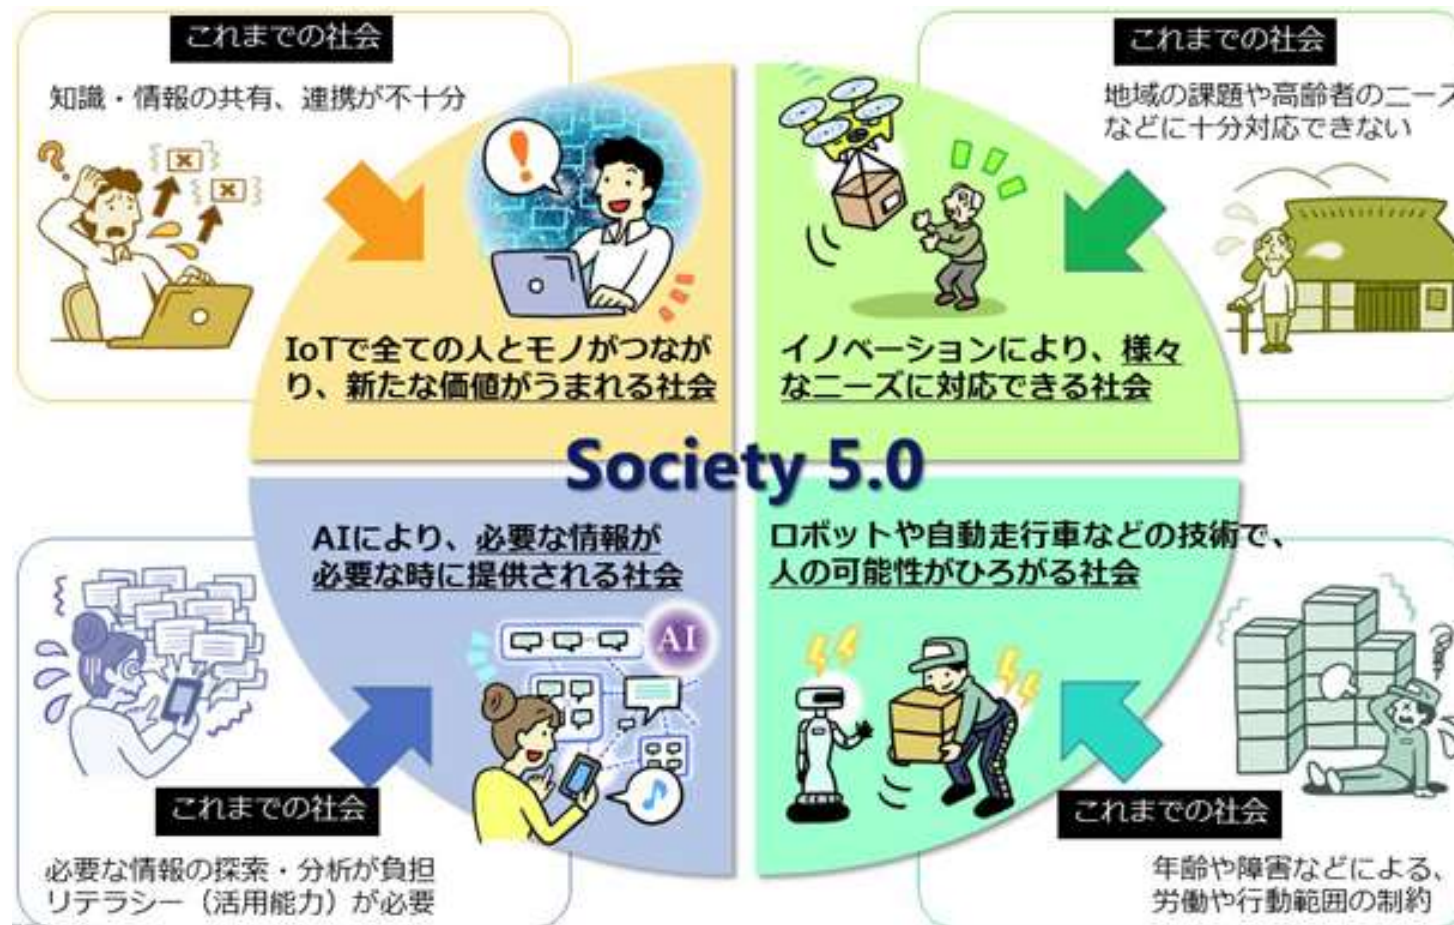 これまでの社会
知識・情報の共有、連携が不十分
IoTで全ての人とモノがつなが
り、新たな価値がうまれる社会
これまでの社会
地域の課題や高齢者のニーズ
などに十分対応できない
イノベーションにより、様々
なニーズに対応できる社会
Society 5.0
AIにより、必要な情報が
必要な時に提供される社会
AI
これまでの社会
必要な情報の探索・分析が負担
リテラシー（活用能力）が必要
ロボットや自動走行車などの技術で、
人の可能性がひろがる社会
これまでの社会
年齢や障害などによる、
労働や行動範囲の制約